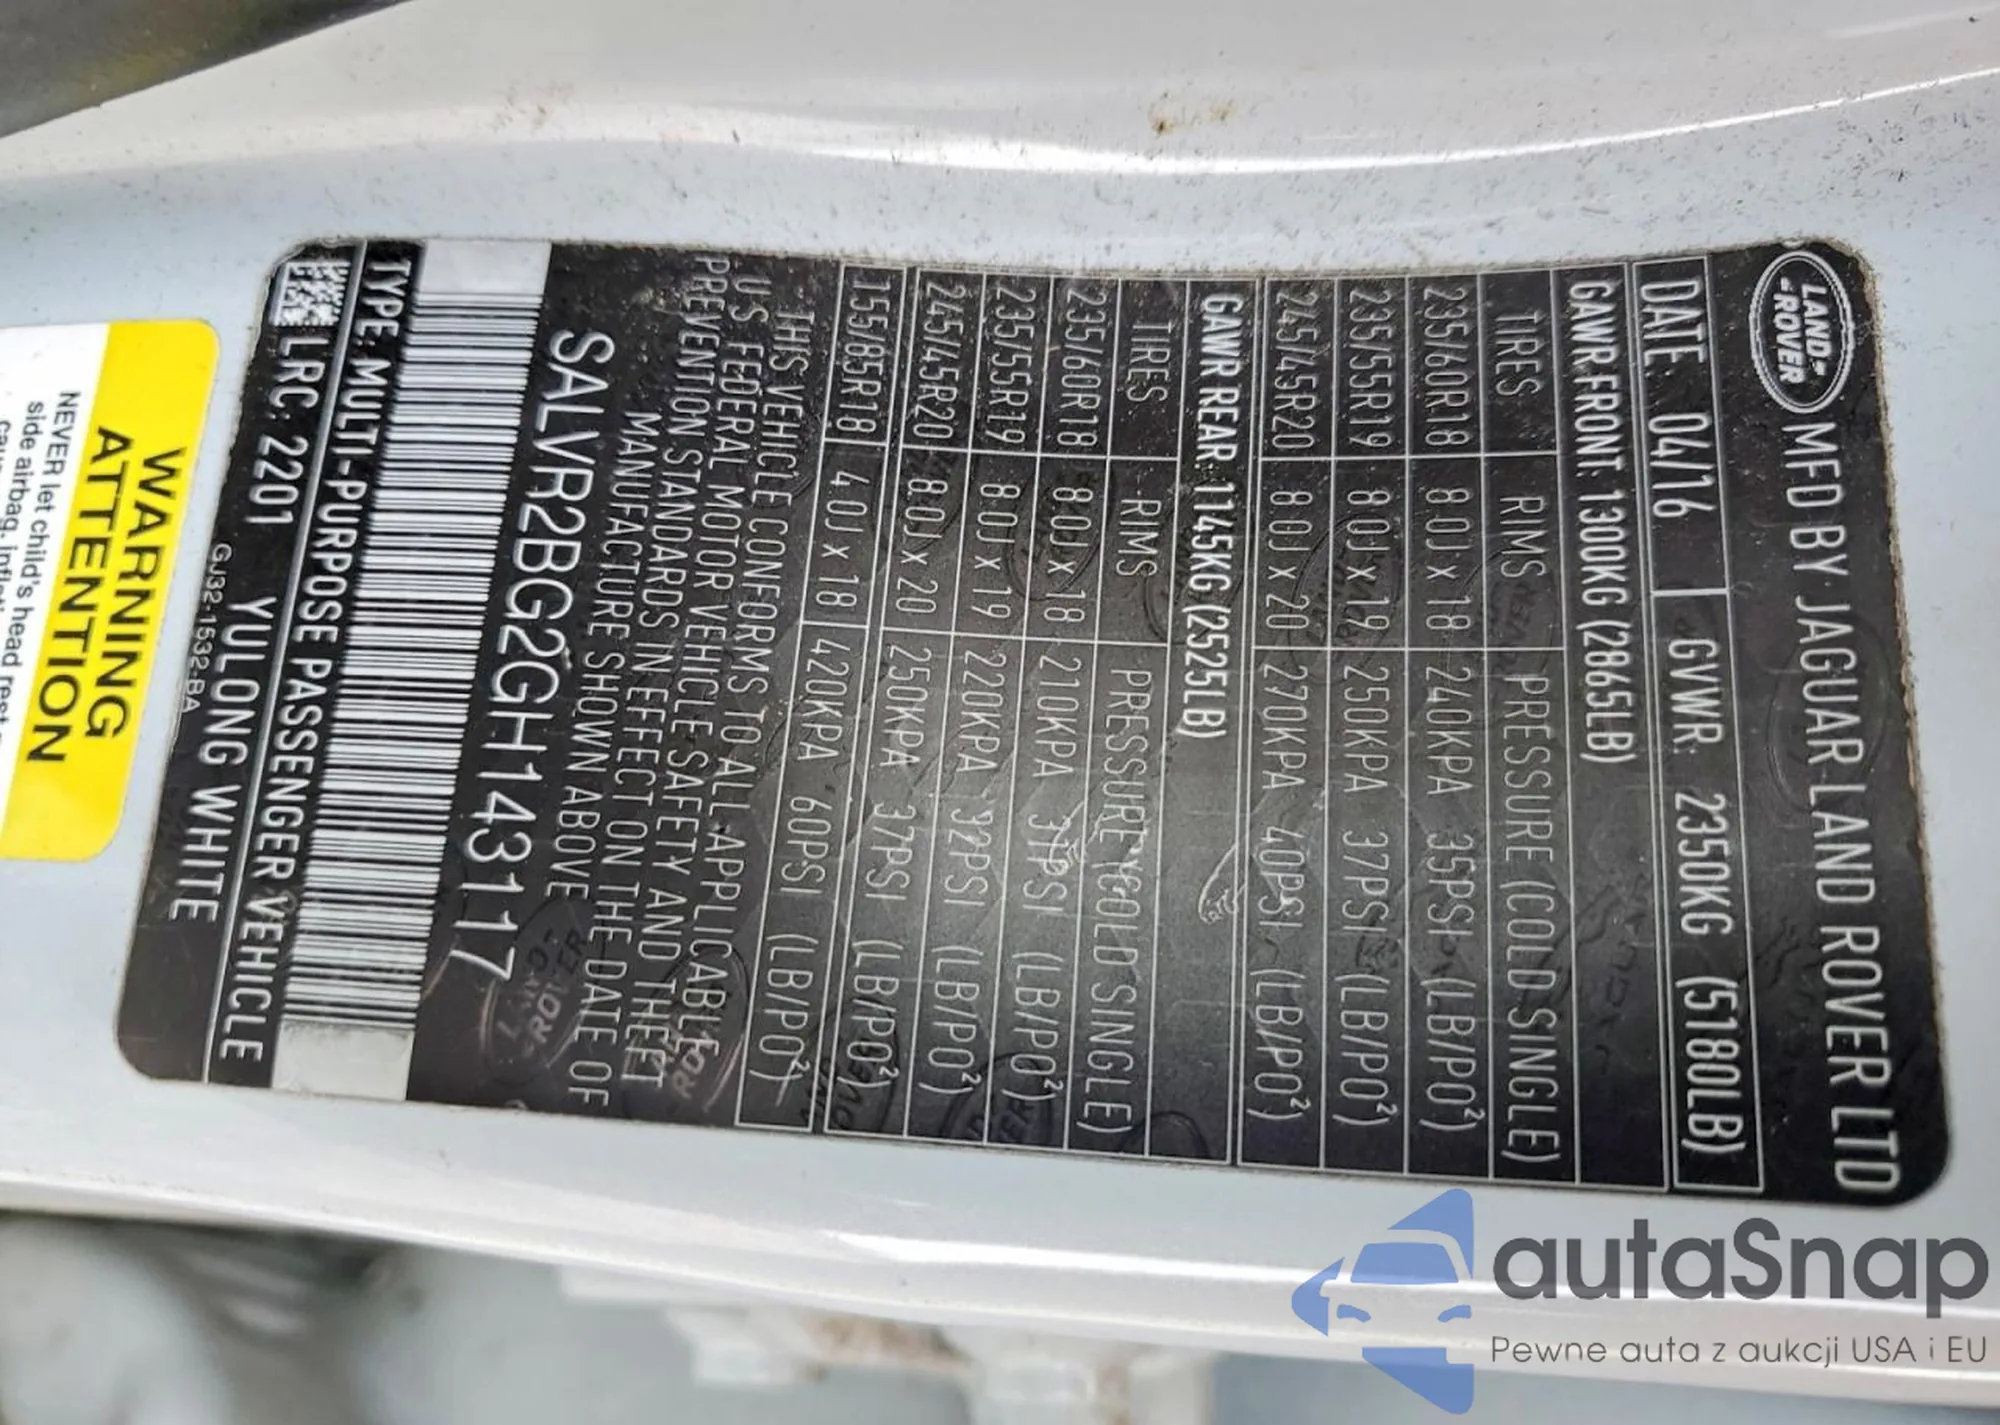 LAND-
-ROVER
MFD BY JAGUAR LAND ROVER LTD
DATE: 04/16 GVWR: 2350KG (5180LB)
GAWR FRONT: 1300KG (2865LB)
TIRES RIMS PRESSURE (COLD SINGLE)
235/60R18 8.0J x 18 240KPA 35PSI (LB/PO²)
235/55R19 8.0J x 19 250KPA 37PSI (LB/PO²)
245/45R20 8.0J x 20 270KPA 40PSI (LB/PO²)
GAWR REAR: 1145KG (2525LB)
TIRES RIMS PRESSURE (COLD SINGLE)
235/60R18 8.0J x 18 210KPA 31PSI (LB/PO²)
235/55R19 8.0J x 19 220KPA 32PSI (LB/PO²)
245/45R20 8.0J x 20 250KPA 37PSI (LB/PO²)
155/85R18 4.0J x 18 420KPA 60PSI (LB/PO²)
THIS VEHICLE CONFORMS TO ALL APPLICABLE
U.S. FEDERAL MOTOR VEHICLE SAFETY AND THEFT
PREVENTION STANDARDS IN EFFECT ON THE DATE OF
MANUFACTURE SHOWN ABOVE
SALVR2BG2GH143117
TYPE: MULTI-PURPOSE PASSENGER VEHICLE
LRC: 2201 YULONG WHITE
GJ32-1532-BA
WARNING
ATTENTION
NEVER let child's head rest
side airbag
autaSnap
Pewne auta z aukcji USA i EU